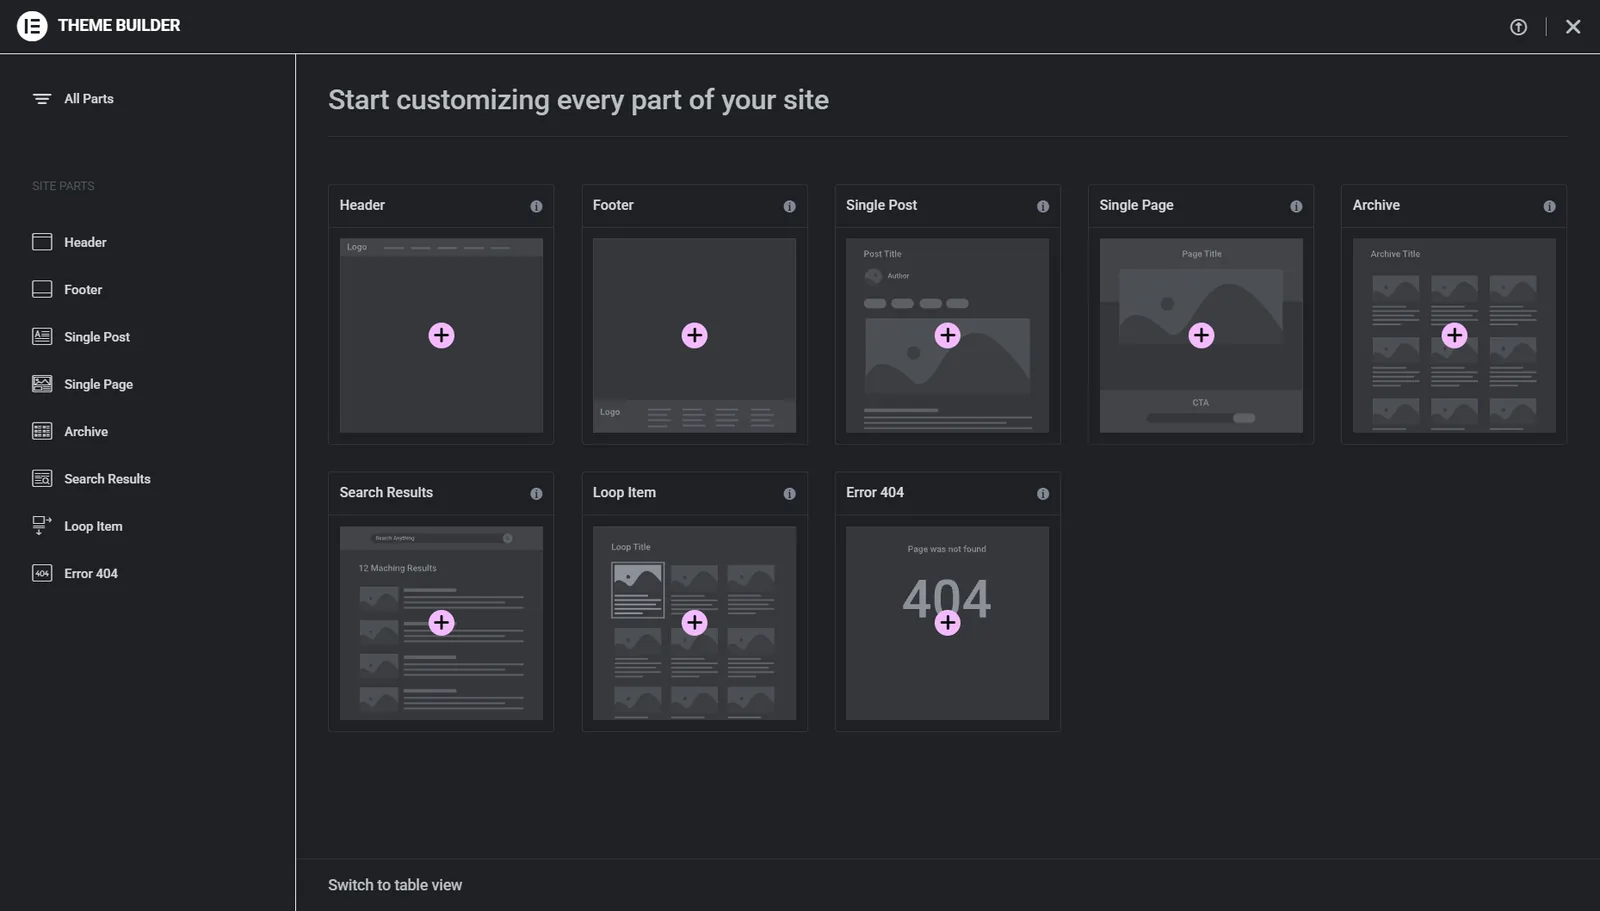 THEME BUILDER
All Parts
SITE PARTS
Header
Footer
Single Post
Single Page
Archive
Search Results
Loop Item
Error 404
Start customizing every part of your site
Header
Logo
Footer
Logo
Single Post
Post Title
Author
Single Page
Page Title
CTA
Archive
Archive Title
Search Results
Search Anything
12 Maching Results
Loop Item
Loop Title
Error 404
Page was not found
404
Switch to table view